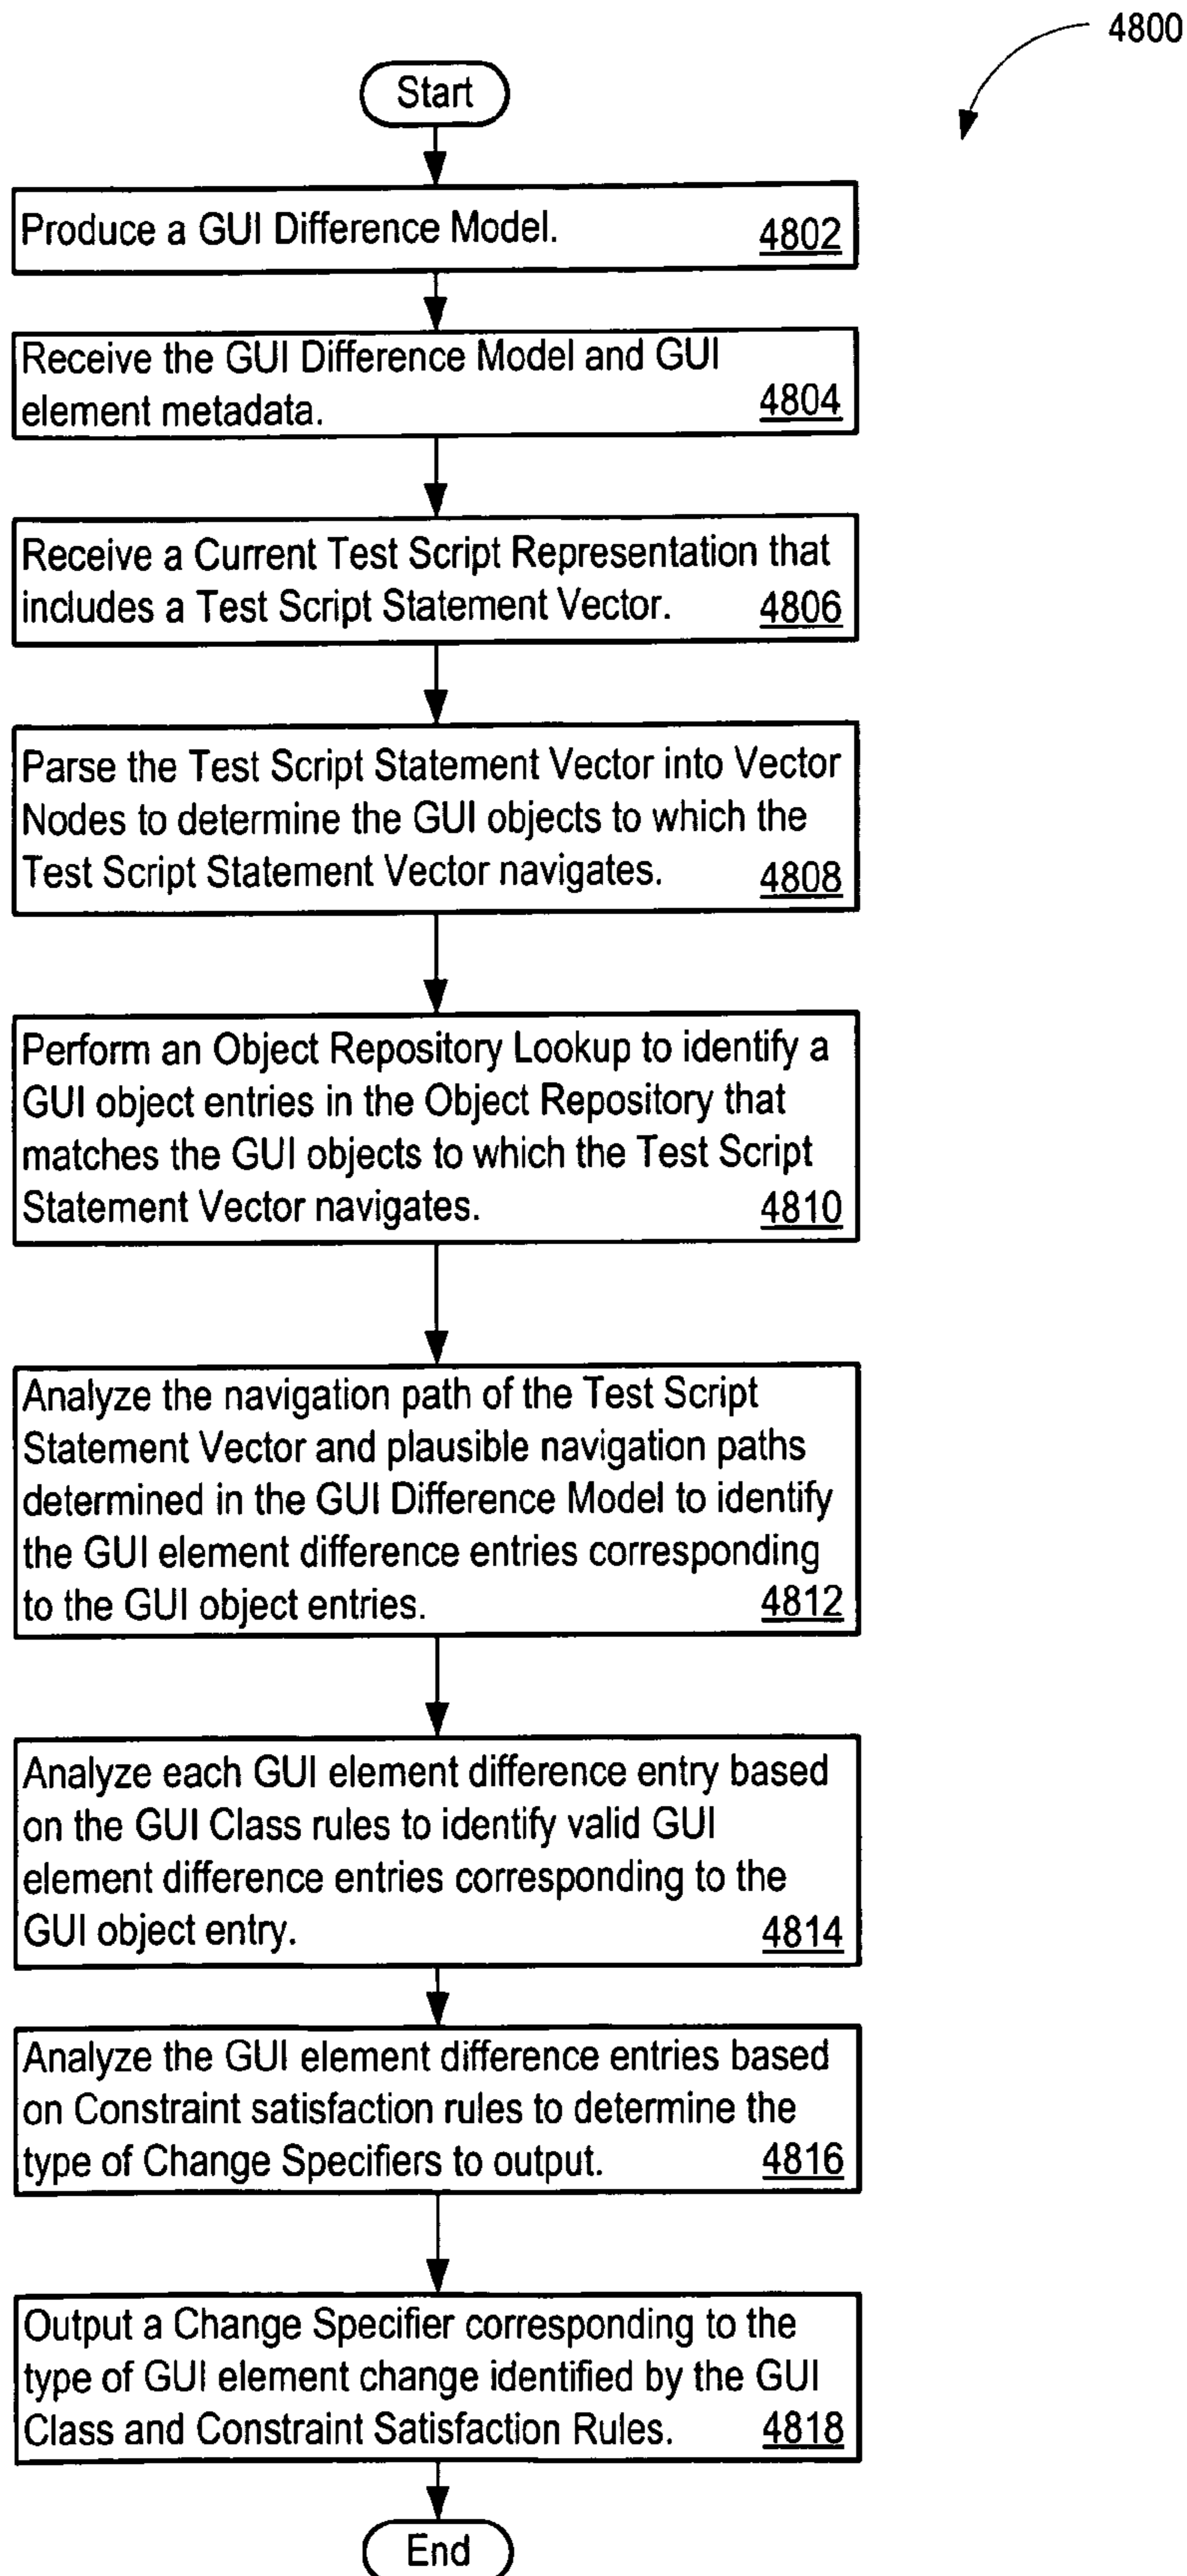 4800
Start
Produce a GUI Difference Model. 4802
Receive the GUI Difference Model and GUI
element metadata. 4804
Receive a Current Test Script Representation that
includes a Test Script Statement Vector. 4806
Parse the Test Script Statement Vector into Vector
Nodes to determine the GUI objects to which the
Test Script Statement Vector navigates. 4808
Perform an Object Repository Lookup to identify a
GUI object entries in the Object Repository that
matches the GUI objects to which the Test Script
Statement Vector navigates. 4810
Analyze the navigation path of the Test Script
Statement Vector and plausible navigation paths
determined in the GUI Difference Model to identify
the GUI element difference entries corresponding
to the GUI object entries. 4812
Analyze each GUI element difference entry based
on the GUI Class rules to identify valid GUI
element difference entries corresponding to the
GUI object entry. 4814
Analyze the GUI element difference entries based
on Constraint satisfaction rules to determine the
type of Change Specifiers to output. 4816
Output a Change Specifier corresponding to the
type of GUI element change identified by the GUI
Class and Constraint Satisfaction Rules. 4818
End